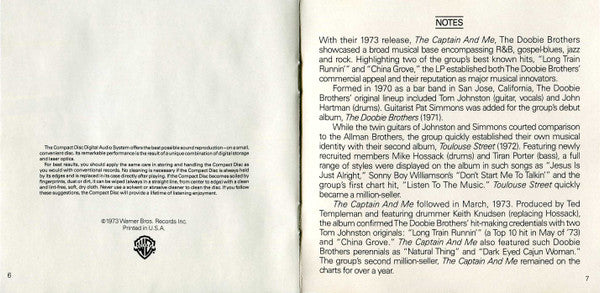 The Compact Disc Digital Audio System offers the best possible sound reproduction – on a small,
convenient disc. Its remarkable performance is the result of a unique combination of digital storage
and laser optics.
For best results, you should apply the same care in storing and handling the Compact Disc as
you would with conventional records. No cleaning is necessary if the Compact Disc is always held
by its edges and is replaced in its case directly after playing. If the Compact Disc becomes soiled by
fingerprints, dust or dirt, it can be wiped (always in a straight line, from center to edge) with a clean
and lint-free, soft, dry cloth. Never use a solvent or abrasive cleaner to clean the disc. If you follow
these suggestions, the Compact Disc will provide a lifetime of listening enjoyment.
©1973 Warner Bros. Records Inc.
Printed in U.S.A.
6
NOTES
With their 1973 release, The Captain And Me, The Doobie Brothers
showcased a broad musical base encompassing R&B, gospel-blues, jazz
and rock. Highlighting two of the group's best known hits, "Long Train
Runnin'" and "China Grove," the LP established both The Doobie Brothers'
commercial appeal and their reputation as major musical innovators.
Formed in 1970 as a bar band in San Jose, California, The Doobie
Brothers' original lineup included Tom Johnston (guitar, vocals) and John
Hartman (drums). Guitarist Pat Simmons was added for the group's debut
album, The Doobie Brothers (1971).
While the twin guitars of Johnston and Simmons courted comparison
to the Allman Brothers, the group quickly established their own musical
identity with their second album, Toulouse Street (1972). Featuring newly
recruited members Mike Hossack (drums) and Tiran Porter (bass), a full
range of styles were displayed on the album in such songs as "Jesus Is
Just Alright," Sonny Boy Williamson's "Don't Start Me To Talkin'" and the
group's first chart hit, "Listen To The Music." Toulouse Street quickly
became a million-seller.
The Captain And Me followed in March, 1973. Produced by Ted
Templeman and featuring drummer Keith Knudsen (replacing Hossack),
the album confirmed The Doobie Brothers' hit-making credentials with two
Tom Johnston originals: "Long Train Runnin'" (a Top 10 hit in May of '73)
and "China Grove." The Captain And Me also featured such Doobie
Brothers perennials as "Natural Thing" and "Dark Eyed Cajun Woman."
The group's second million-seller, The Captain And Me remained on the
charts for over a year.
7